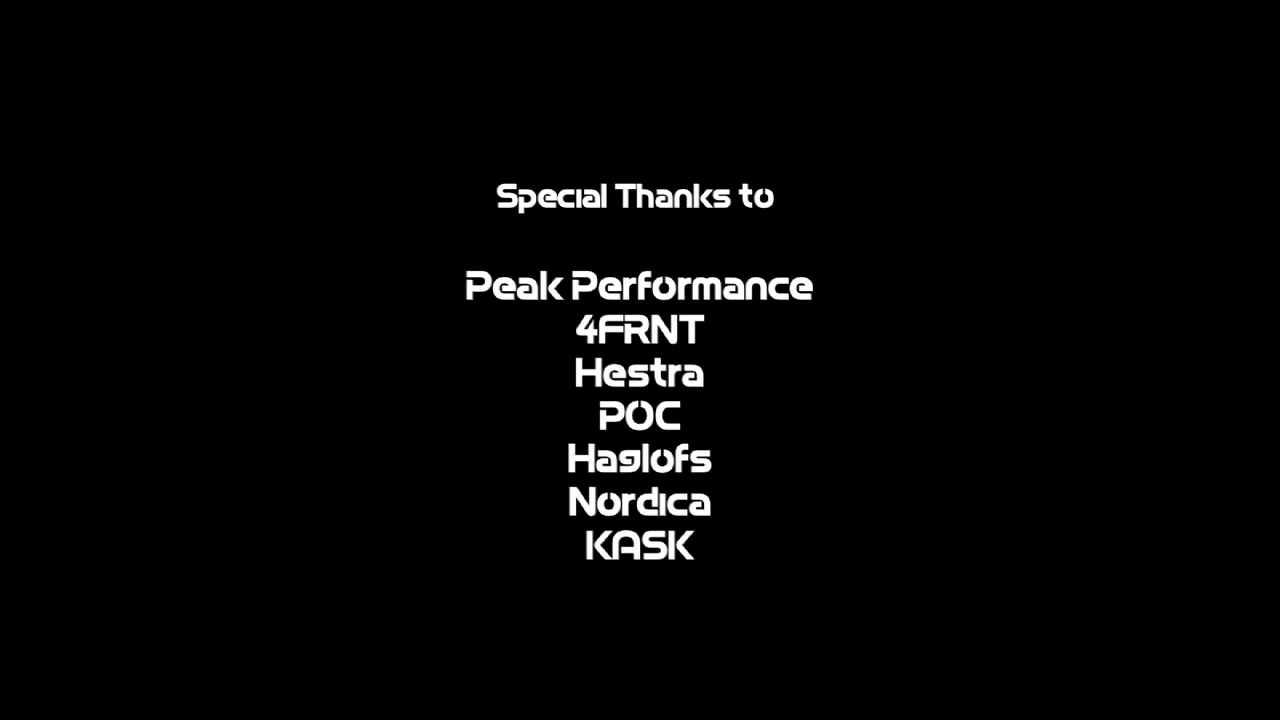 Special Thanks to
Peak Performance
4FRNT
Hestra
POC
Haglofs
Nordica
KASK